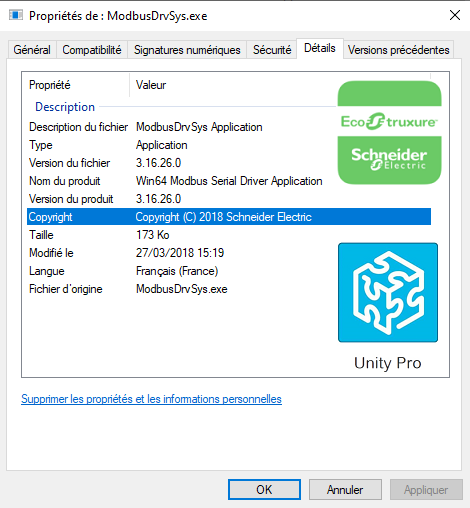 Propriétés de : ModbusDrvSys.exe
Général Compatibilité Signatures numériques Sécurité Détails Versions précédentes
Propriété Valeur
Description
Description du fichier ModbusDrvSys Application
Type Application
Version du fichier 3.16.26.0
Nom du produit Win64 Modbus Serial Driver Application
Version du produit 3.16.26.0
Copyright Copyright (C) 2018 Schneider Electric
Taille 173 Ko
Modifié le 27/03/2018 15:19
Langue Français (France)
Fichier d'origine ModbusDrvSys.exe
EcoStruxure
Schneider
Electric
Unity Pro
Supprimer les propriétés et les informations personnelles
OK Annuler Appliquer